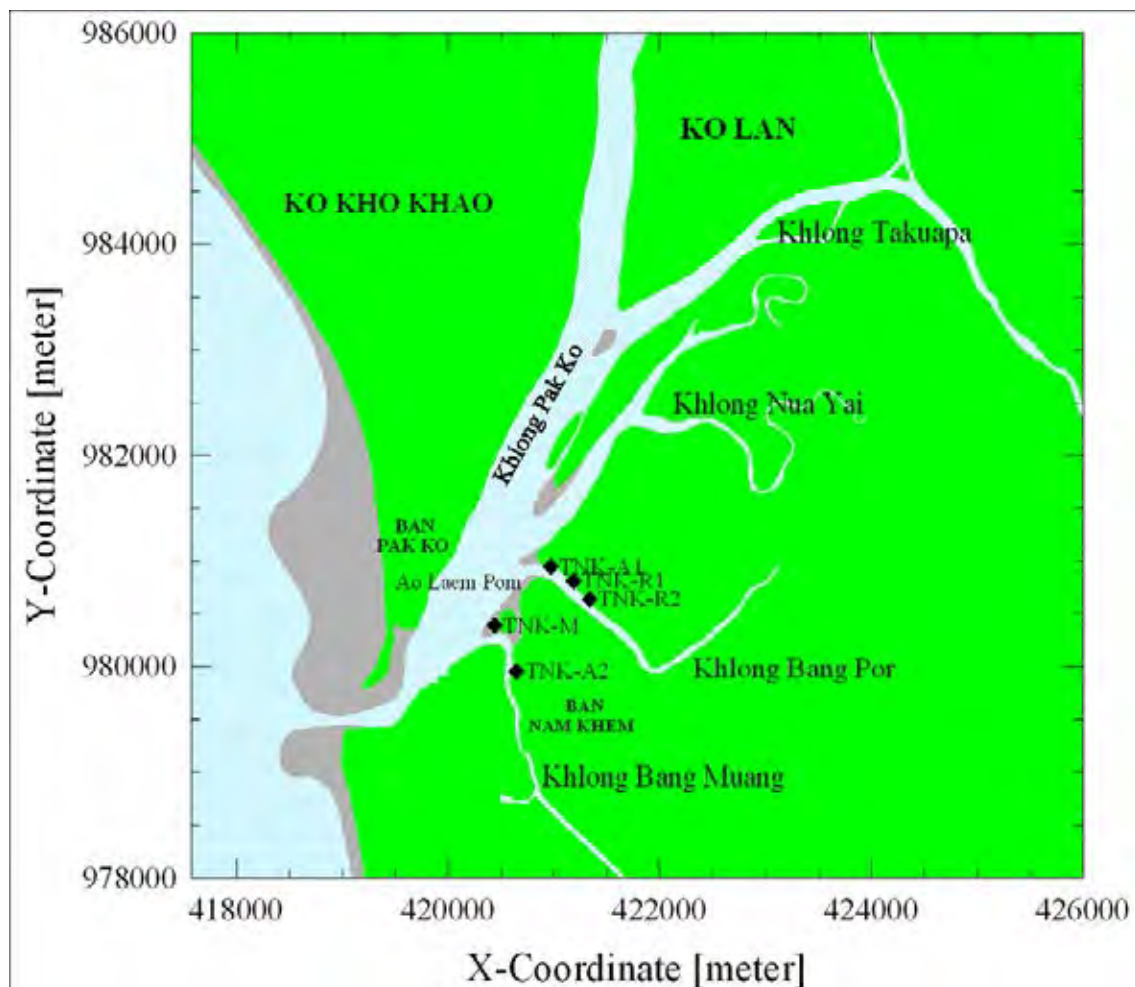 986000
KO LAN
KO KHO KHAO
984000
Khlong Takuapa
Khlong Pak Ko
Khlong Nua Yai
982000
BAN
PAK KO
TNK-A1
Ao Laem Pom
TNK-R1
TNK-R2
TNK-M
980000
TNK-A2
Khlong Bang Por
BAN
NAM KHEM
Khlong Bang Muang
978000
418000 420000 422000 424000 426000
X-Coordinate [meter]
Y-Coordinate [meter]